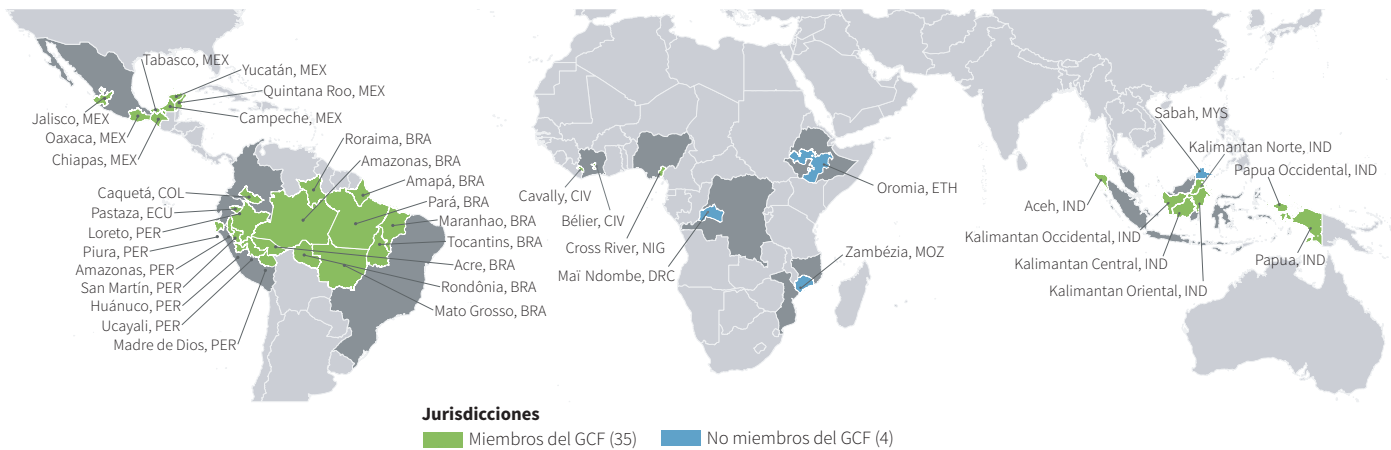 Tabasco, MEX
Yucatán, MEX
Quintana Roo, MEX
Campeche, MEX
Jalisco, MEX
Oaxaca, MEX
Chiapas, MEX
Roraima, BRA
Amazonas, BRA
Amapá, BRA
Pará, BRA
Maranhao, BRA
Tocantins, BRA
Acre, BRA
Rondônia, BRA
Mato Grosso, BRA
Caquetá, COL
Pastaza, ECU
Loreto, PER
Piura, PER
Amazonas, PER
San Martín, PER
Huánuco, PER
Ucayali, PER
Madre de Dios, PER
Cavally, CIV
Bélier, CIV
Cross River, NIG
Maï Ndombe, DRC
Oromia, ETH
Zambézia, MOZ
Sabah, MYS
Kalimantan Norte, IND
Papua Occidental, IND
Aceh, IND
Kalimantan Occidental, IND
Kalimantan Central, IND
Kalimantan Oriental, IND
Papua, IND
Jurisdicciones
Miembros del GCF (35)
No miembros del GCF (4)